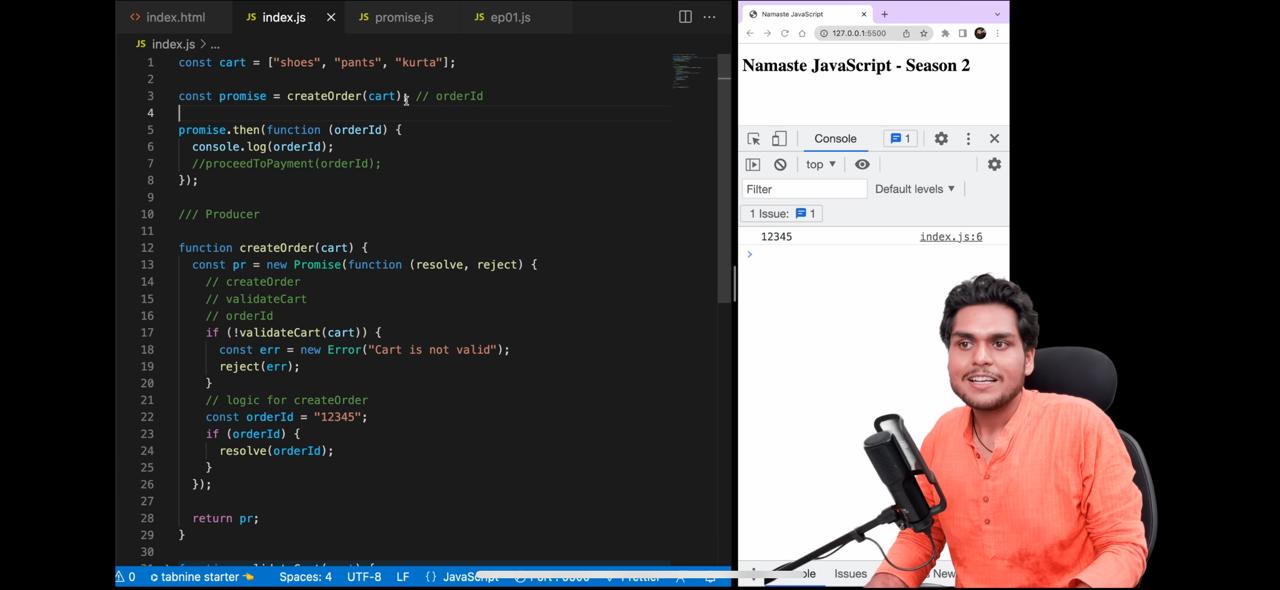 index.html
index.js
promise.js
ep01.js
index.js > ...
1 const cart = ["shoes", "pants", "kurta"];
2
3 const promise = createOrder(cart); // orderId
4
5 promise.then(function (orderId) {
6 console.log(orderId);
7 //proceedToPayment(orderId);
8 });
9
10 /// Producer
11
12 function createOrder(cart) {
13 const pr = new Promise(function (resolve, reject) {
14 // createOrder
15 // validateCart
16 // orderId
17 if (!validateCart(cart)) {
18 const err = new Error("Cart is not valid");
19 reject(err);
20 }
21 // logic for createOrder
22 const orderId = "12345";
23 if (orderId) {
24 resolve(orderId);
25 }
26 });
27
28 return pr;
29 }
30
0 tabnine starter Spaces: 4 UTF-8 LF {} JavaScript
Namaste JavaScript
127.0.0.1:5500
Namaste JavaScript - Season 2
Console 1
top
Filter Default levels
1 Issue: 1
12345 index.js:6
Issues New